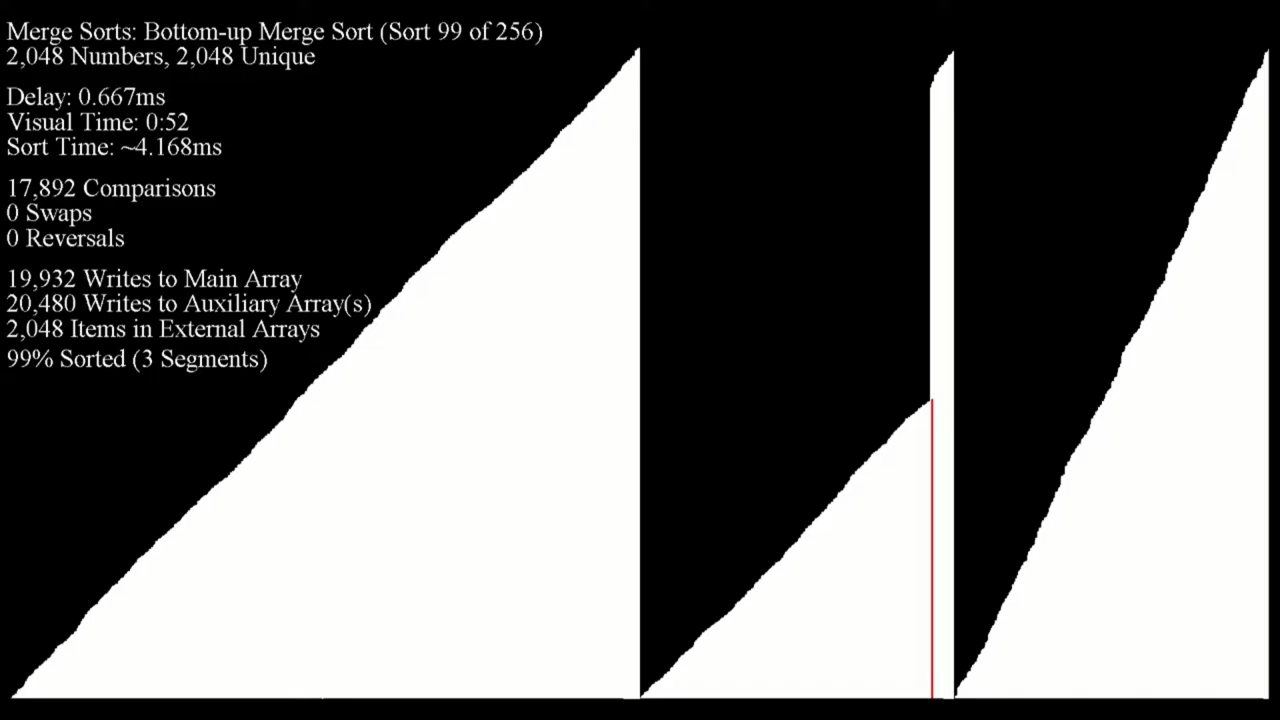 Merge Sorts: Bottom-up Merge Sort (Sort 99 of 256)
2,048 Numbers, 2,048 Unique
Delay: 0.667ms
Visual Time: 0:52
Sort Time: ~4.168ms
17,892 Comparisons
0 Swaps
0 Reversals
19,932 Writes to Main Array
20,480 Writes to Auxiliary Array(s)
2,048 Items in External Arrays
99% Sorted (3 Segments)